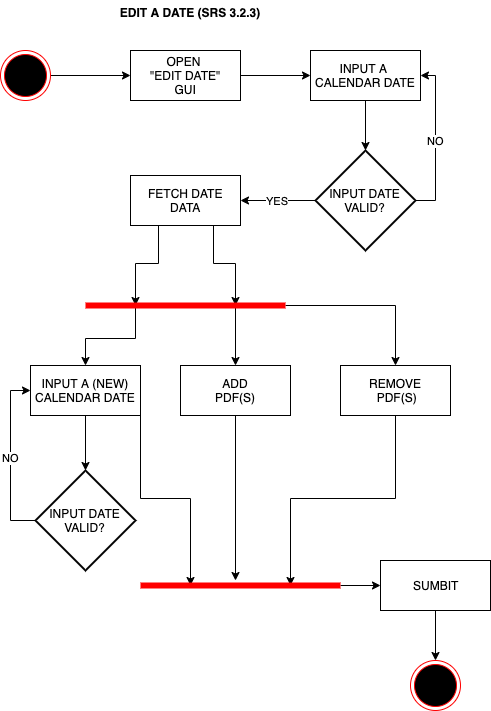 EDIT A DATE (SRS 3.2.3)
OPEN
"EDIT DATE"
GUI
INPUT A
CALENDAR DATE
NO
INPUT DATE
VALID?
YES
FETCH DATE
DATA
INPUT A (NEW)
CALENDAR DATE
ADD
PDF(S)
REMOVE
PDF(S)
NO
INPUT DATE
VALID?
SUMBIT